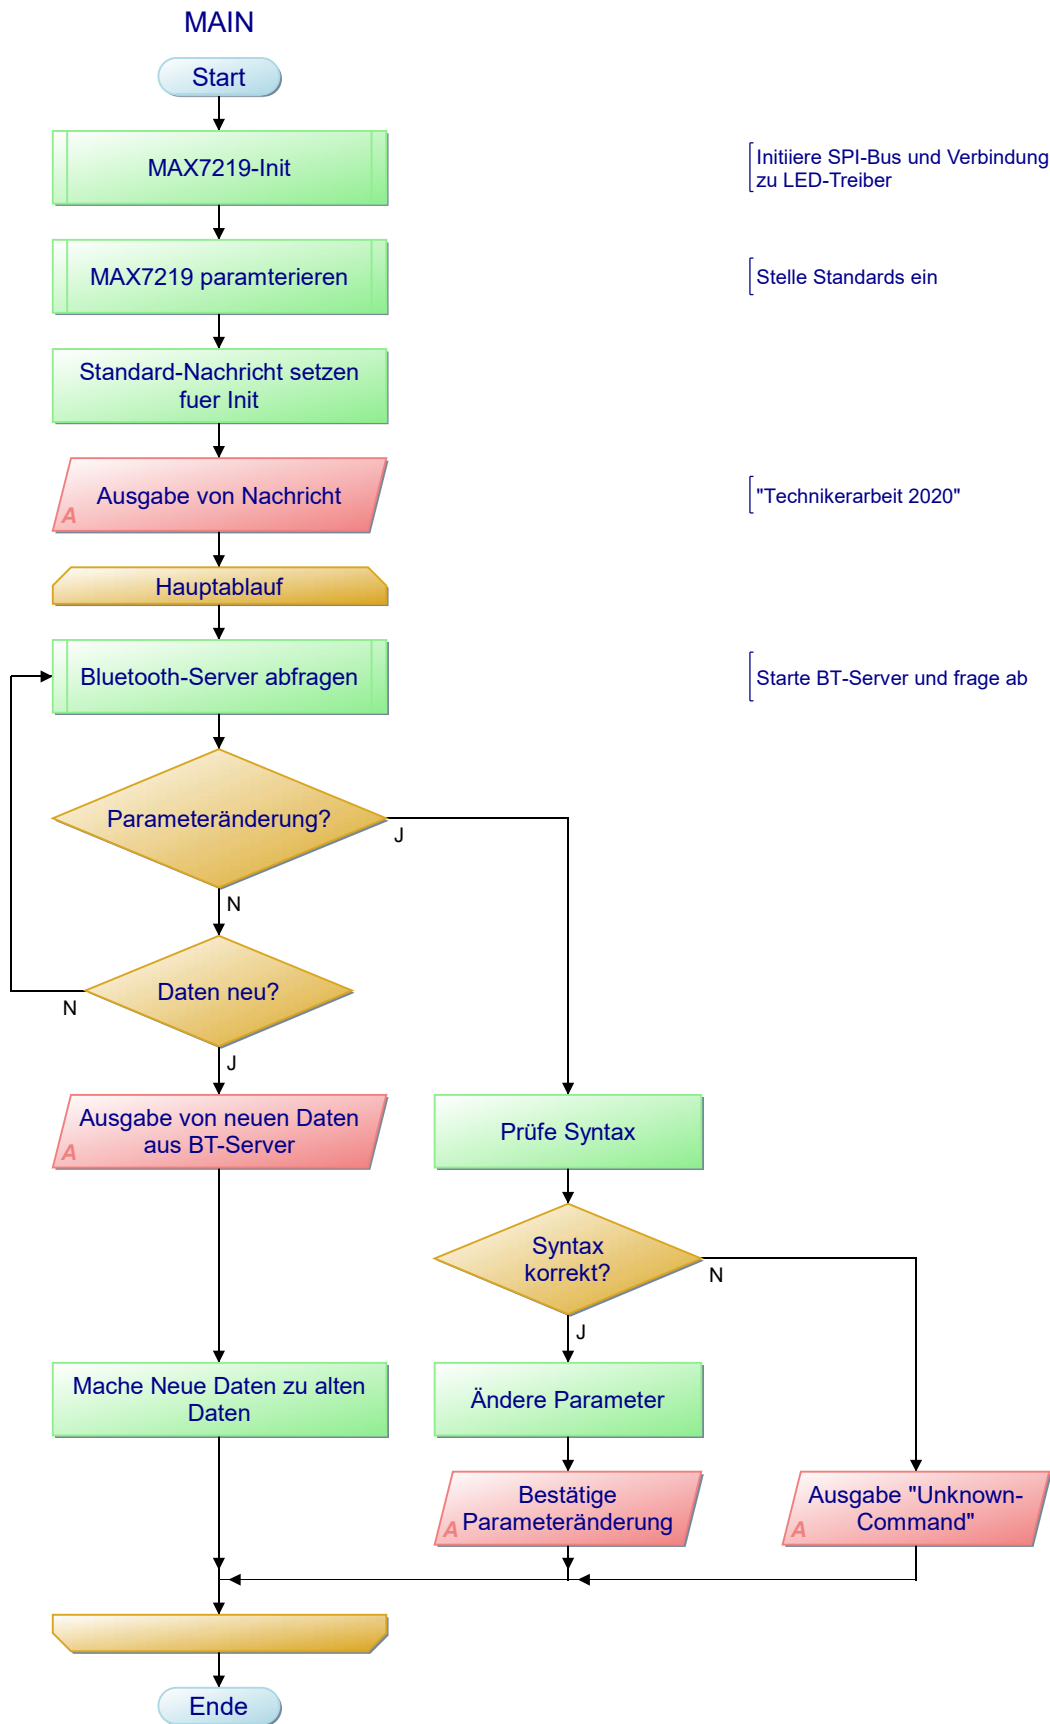 MAIN
Start
MAX7219-Init
Initiiere SPI-Bus und Verbindung
zu LED-Treiber
MAX7219 paramterieren
Stelle Standards ein
Standard-Nachricht setzen
fuer Init
Ausgabe von Nachricht
A
"Technikerarbeit 2020"
Hauptablauf
Bluetooth-Server abfragen
Starte BT-Server und frage ab
Parameteränderung?
J
N
Daten neu?
N
J
Ausgabe von neuen Daten
aus BT-Server
A
Prüfe Syntax
Syntax
korrekt?
N
J
Mache Neue Daten zu alten
Daten
Ändere Parameter
Bestätige
Parameteränderung
A
Ausgabe "Unknown-
Command"
A
Ende